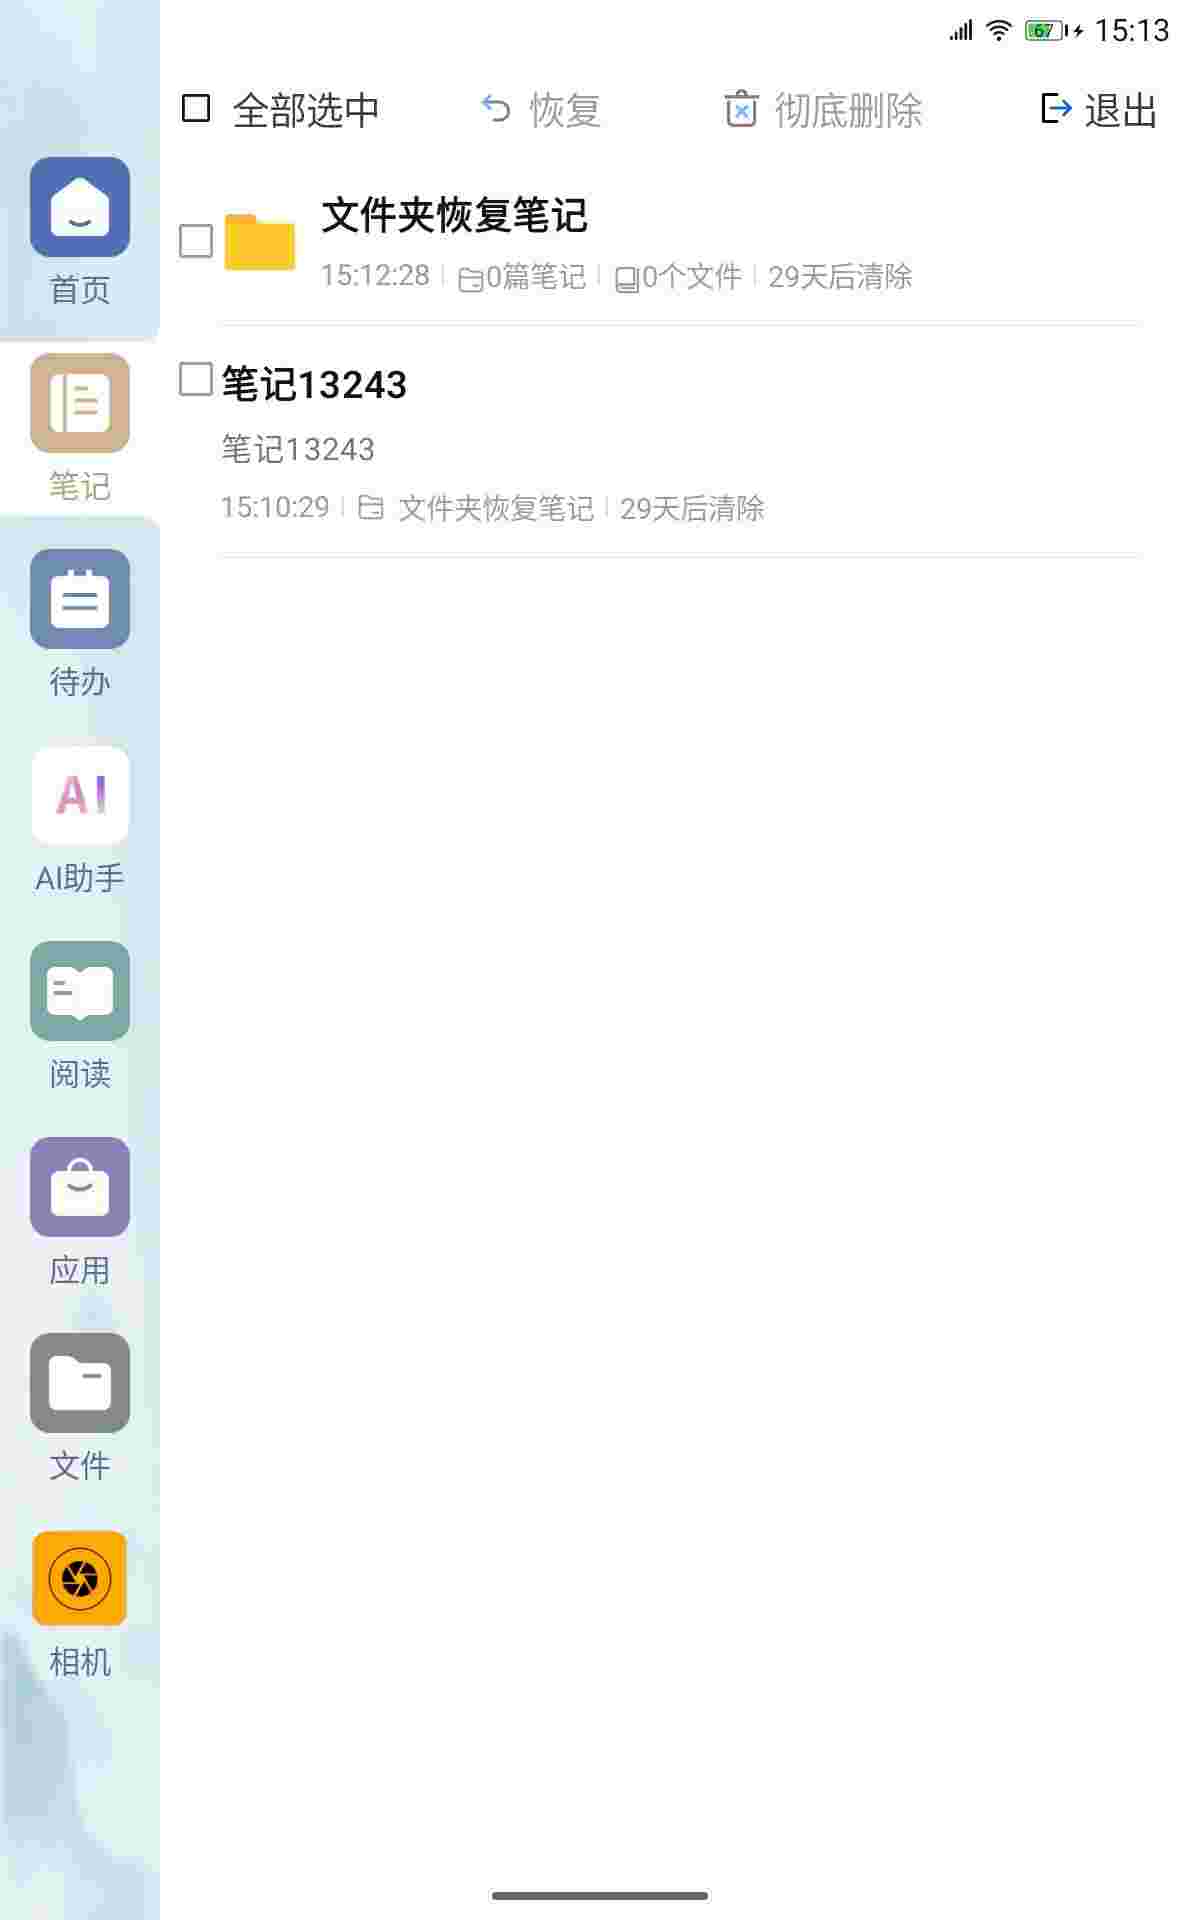 67 15:13
全部选中 恢复 彻底删除 退出
文件夹恢复笔记
15:12:28 0篇笔记 0个文件 29天后清除
笔记13243
笔记13243
15:10:29 文件夹恢复笔记 29天后清除
首页
笔记
待办
AI
AI助手
阅读
应用
文件
相机